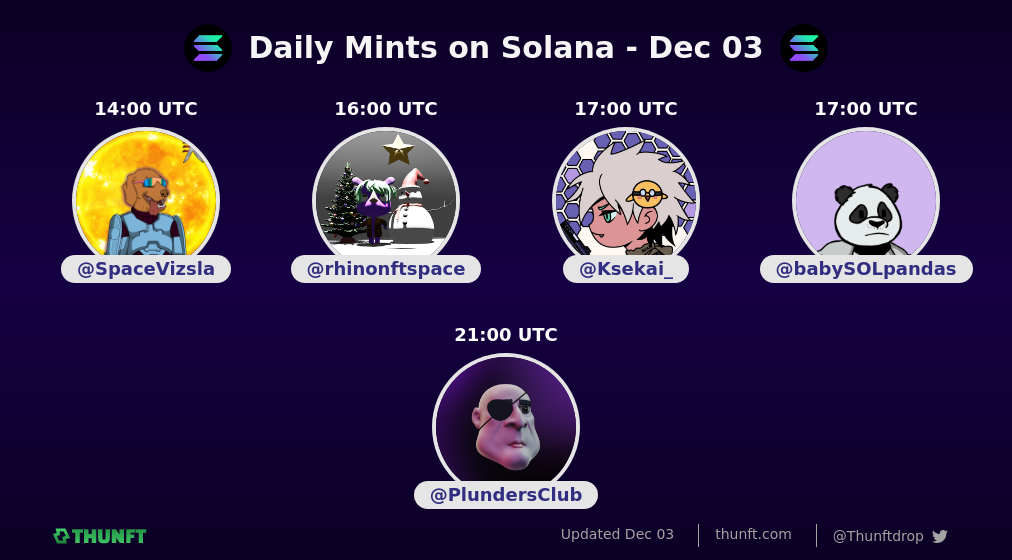 Daily Mints on Solana - Dec 03
14:00 UTC
16:00 UTC
17:00 UTC
17:00 UTC
@SpaceVizsla
@rhinonftspace
@Ksekai_
@babySOLpandas
21:00 UTC
@PlundersClub
THUNFT
Updated Dec 03
thunft.com
@Thunftdrop